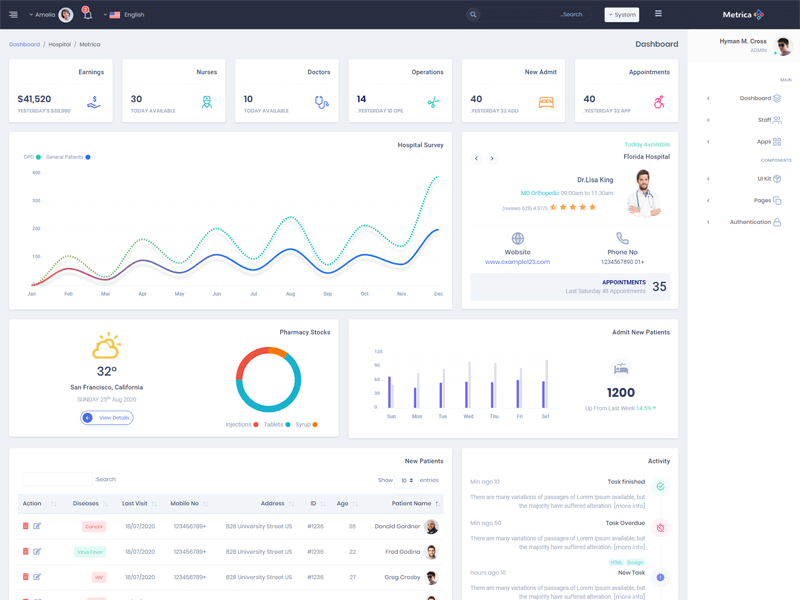 Amelia
2
English
Search...
System
Metrica
Dashboard / Hospital / Metrica
Dashboard
Hyman M. Cross
ADMIN
Earnings
$41,520
Nurses
30
TODAY AVAILABLE
Doctors
10
TODAY AVAILABLE
Operations
14
YESTERDAY'S 10 OPE.
New Admit
40
YESTERDAY'S 32 ADD.
Appointments
40
YESTERDAY'S 32 APP.
MAIN
Dashboard
Staff
Apps
COMPONENTS
UI Kit
Pages
Authentication
Hospital Survey
OPD General Patients
400
300
200
100
Jan Feb Mar Apr May Jun Jul Aug Sep Oct Nov Dec
Today Available
Florida Hospital
Dr.Lisa King
MD Orthopedic 09:00am to 11:30am
(reviews 628) 4.97/5
Website
www.example123.com
Phone No
1234567890 01+
APPOINTMENTS
Last Saturday 40 Appointments
35
Pharmacy Stocks
32°
San Francisco, California
SUNDAY 23th Aug 2020
View Details
Injections Tablets Syrup
Admit New Patients
90
60
30
0
Sun Mon Tue Wed Thu Fri Sat
1200
Up From Last Week 14.5%
New Patients
Search:
Show 10 entries
Action Diseases Last Visit Mobile No Address ID Age Patient Name
Cancer 18/07/2020 123456789+ B28 University Street US #1236 36 Donald Gardner
Virus Favor 18/07/2020 123456789+ B28 University Street US #1236 22 Fred Godina
HIV 18/07/2020 123456789+ B28 University Street US #1236 27 Greg Crosby
Activity
Min ago 10
Task finished
There are many variations of passages of Lorem Ipsum available, but
the majority have suffered alteration. [more info]
Min ago 50
Task Overdue
There are many variations of passages of Lorem Ipsum available, but
the majority have suffered alteration. [more info]
HTML Design
hours ago 10
New Task
There are many variations of passages of Lorem Ipsum available, but
the majority have suffered alteration. [more info]